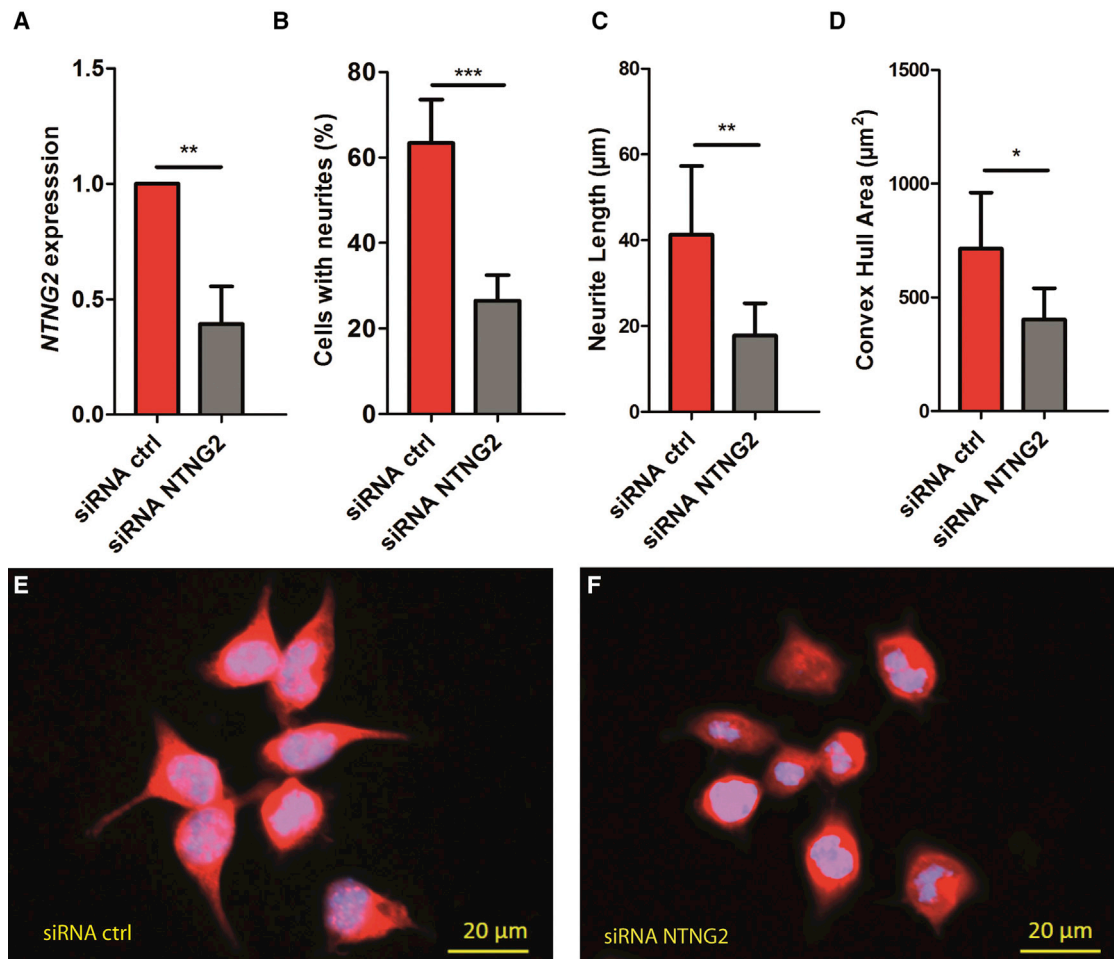 A
NTNG2 expresssion
1.5
1.0
0.5
0.0
**
siRNA ctrl
siRNA NTNG2
B
Cells with neurites (%)
80
60
40
20
0
***
siRNA ctrl
siRNA NTNG2
C
Neurite Length (µm)
80
60
40
20
0
**
siRNA ctrl
siRNA NTNG2
D
Convex Hull Area (µm²)
1500
1000
500
0
*
siRNA ctrl
siRNA NTNG2
E
siRNA ctrl
20 µm
F
siRNA NTNG2
20 µm